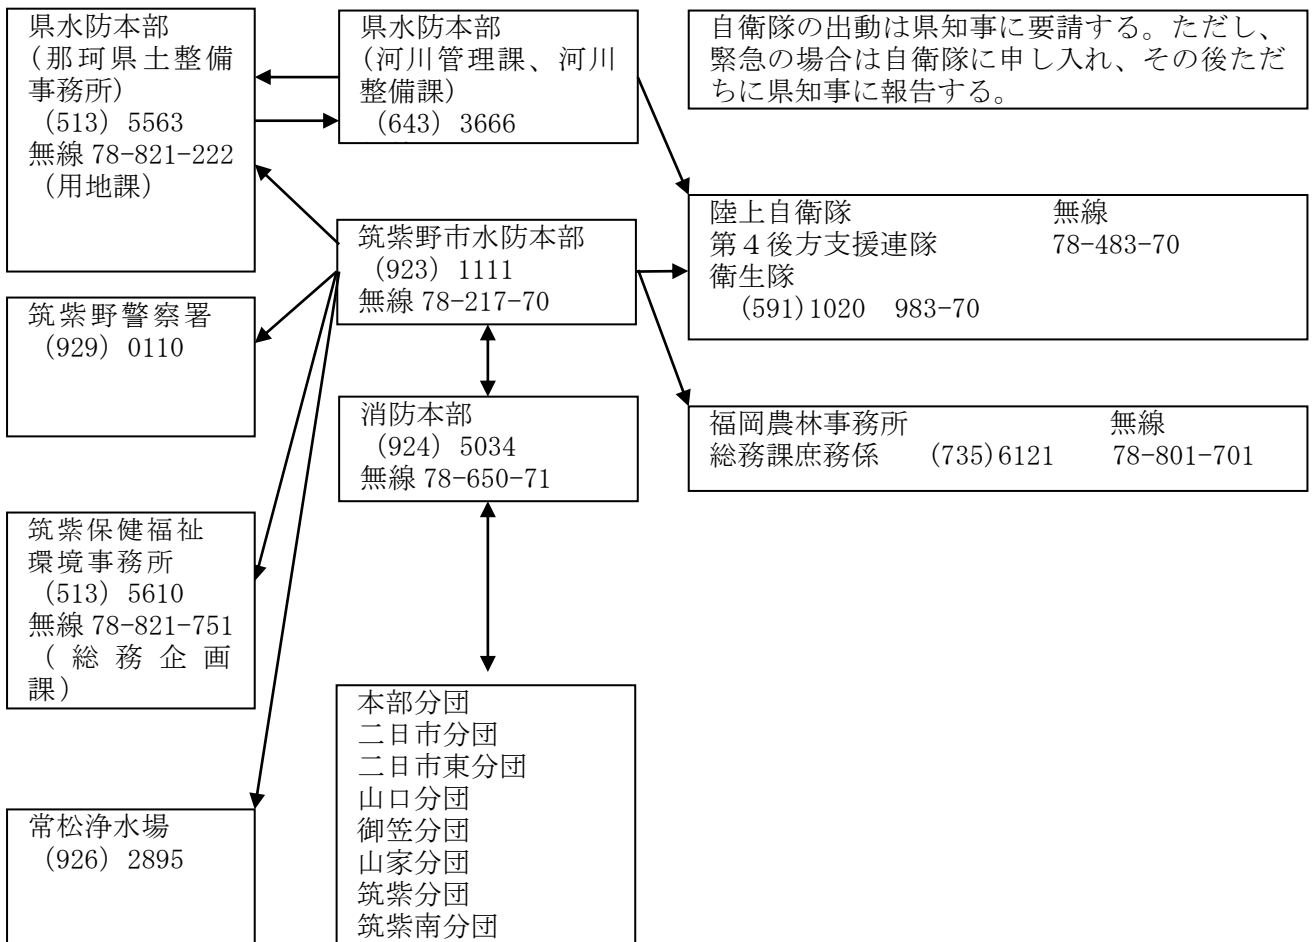 県水防本部
(那珂県土整備
事務所)
(513) 5563
無線 78-821-222
(用地課)
県水防本部
(河川管理課、河川
整備課)
(643) 3666
自衛隊の出動は県知事に要請する。ただし、
緊急の場合は自衛隊に申し入れ、その後ただ
ちに県知事に報告する。
陸上自衛隊 無線
第4後方支援連隊 78-483-70
衛生隊
(591)1020 983-70
筑紫野市水防本部
(923) 1111
無線 78-217-70
筑紫野警察署
(929) 0110
消防本部
(924) 5034
無線 78-650-71
福岡農林事務所 無線
総務課庶務係 (735)6121 78-801-701
筑紫保健福祉
環境事務所
(513) 5610
無線 78-821-751
(総務企画
課)
本部分団
二日市分団
二日市東分団
山口分団
御笠分団
山家分団
筑紫分団
筑紫南分団
常松浄水場
(926) 2895